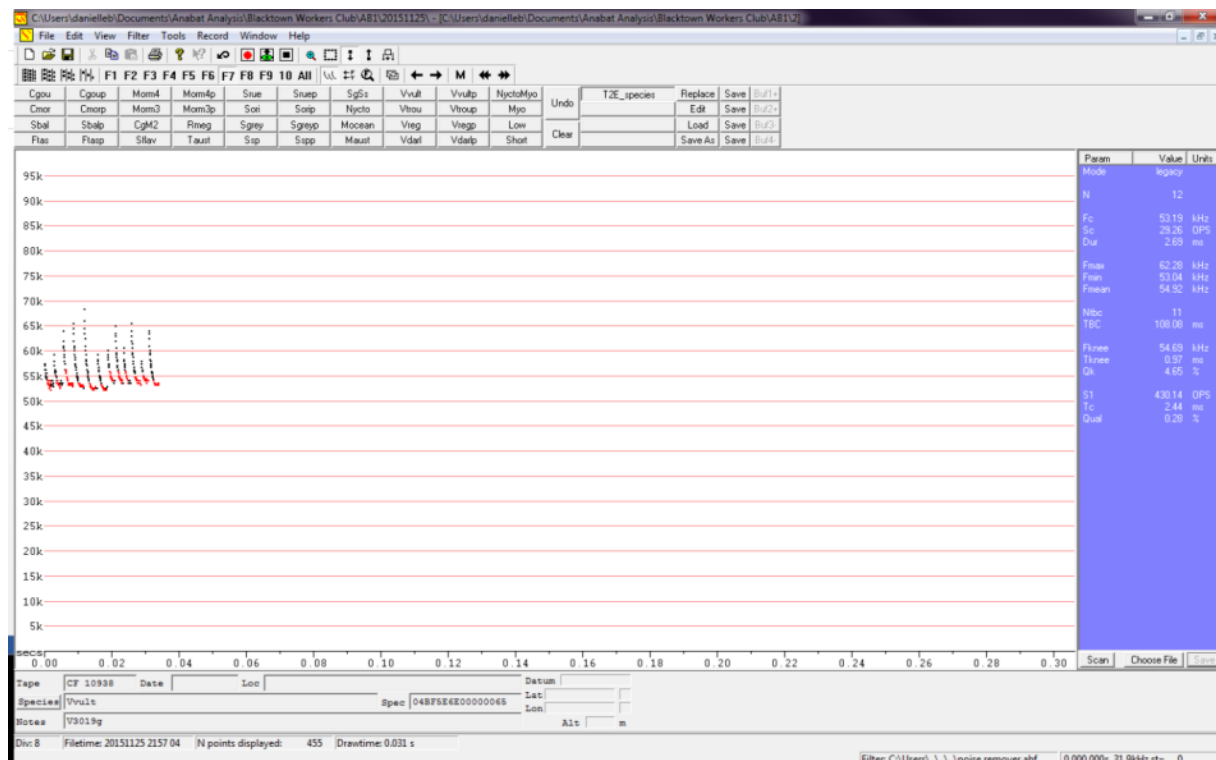 C:\Users\danielleb\Documents\Anabat Analysis\Blacktown Workers Club\AB1\20151125\ - [C:\Users\danielleb\Documents\Anabat Analysis\Blacktown Workers Club\AB1\2]
File Edit View Filter Tools Record Window Help
F1 F2 F3 F4 F5 F6 F7 F8 F9 10 All M
Cgou Cgoup Morm4 Morm4p Srue Sruep SgSs Vvult Vvultp NyctoMyo Undo T2E_species Replace Save Buf1+
Cmor Cmorp Morm3 Morm3p Sori Sorip Nycto Vtrou Vtroup Myo Edit Save Buf2+
Sbal Sbalp CgM2 Rmeg Sgrey Sgreyp Mocean Vreg Vregp Low Clear Load Save Buf3-
Ftas Ftasp Sflav Taust Ssp Sspp Maust Vdarl Vdarlp Short Save As Save Buf4-
Param Value Units
Mode legacy
N 12
Fc 53.19 kHz
Sc 29.26 OPS
Dur 2.69 ms
Fmax 62.28 kHz
Fmin 53.04 kHz
Fmean 54.92 kHz
Ntbc 11
TBC 108.08 ms
Fknee 54.69 kHz
Tknee 0.97 ms
Qk 4.65 %
S1 430.14 OPS
Tc 2.44 ms
Qual 0.28 %
95k
90k
85k
80k
75k
70k
65k
60k
55k
50k
45k
40k
35k
30k
25k
20k
15k
10k
5k
secs
0.00 0.02 0.04 0.06 0.08 0.10 0.12 0.14 0.16 0.18 0.20 0.22 0.24 0.26 0.28 0.30
Scan Choose File Save
Tape CF 10938 Date Loc Datum
Species Vvult Spec 04BF5E6E00000065 Lat
Lon
Notes V3019g Alt m
Div: 8 Filetime: 20151125 2157 04 N points displayed: 455 Drawtime: 0.031 s
Filter: C:\Users\..\..\..\noise remover.abf 0.000,000s, 31.9kHz st= 0